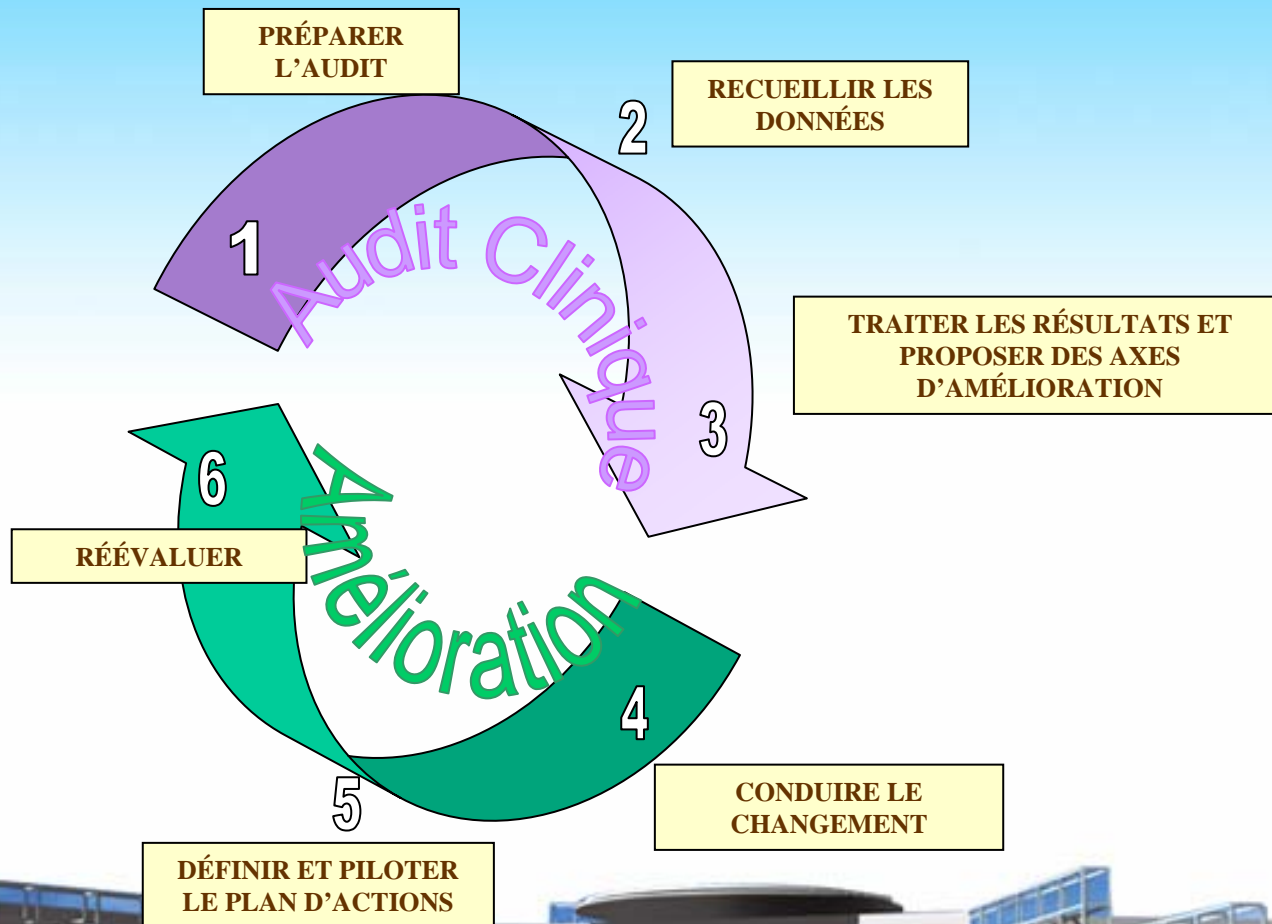 PRÉPARER
L'AUDIT
1
2
RECUEILLIR LES
DONNÉES
Audit Clinique
3
TRAITER LES RÉSULTATS ET
PROPOSER DES AXES
D'AMÉLIORATION
4
CONDUIRE LE
CHANGEMENT
5
DÉFINIR ET PILOTER
LE PLAN D'ACTIONS
6
RÉÉVALUER
Amélioration